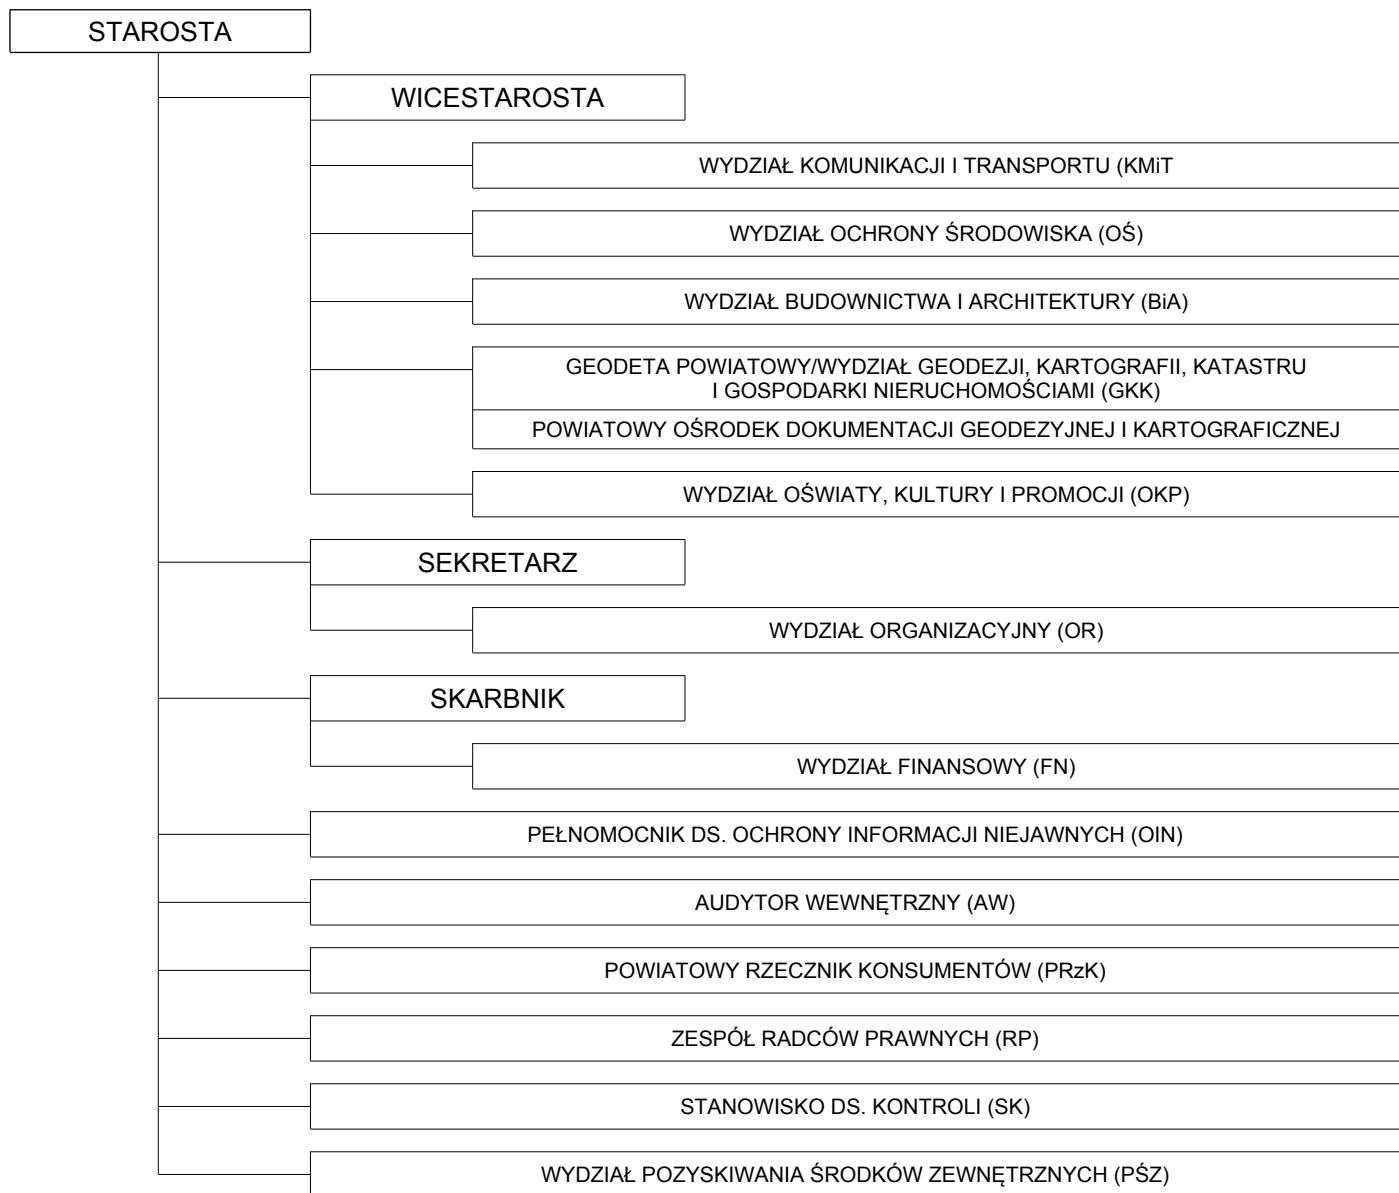 STAROSTA
WICESTAROSTA
WYDZIAŁ KOMUNIKACJI I TRANSPORTU (KMiT
WYDZIAŁ OCHRONY ŚRODOWISKA (OŚ)
WYDZIAŁ BUDOWNICTWA I ARCHITEKTURY (BiA)
GEODETA POWIATOWY/WYDZIAŁ GEODEZJI, KARTOGRAFII, KATASTRU
I GOSPODARKI NIERUCHOMOŚCIAMI (GKK)
POWIATOWY OŚRODEK DOKUMENTACJI GEODEZYJNEJ I KARTOGRAFICZNEJ
WYDZIAŁ OŚWIATY, KULTURY I PROMOCJI (OKP)
SEKRETARZ
WYDZIAŁ ORGANIZACYJNY (OR)
SKARBNIK
WYDZIAŁ FINANSOWY (FN)
PEŁNOMOCNIK DS. OCHRONY INFORMACJI NIEJAWNYCH (OIN)
AUDYTOR WEWNĘTRZNY (AW)
POWIATOWY RZECZNIK KONSUMENTÓW (PRzK)
ZESPÓŁ RADCÓW PRAWNYCH (RP)
STANOWISKO DS. KONTROLI (SK)
WYDZIAŁ POZYSKIWANIA ŚRODKÓW ZEWNĘTRZNYCH (PŚZ)